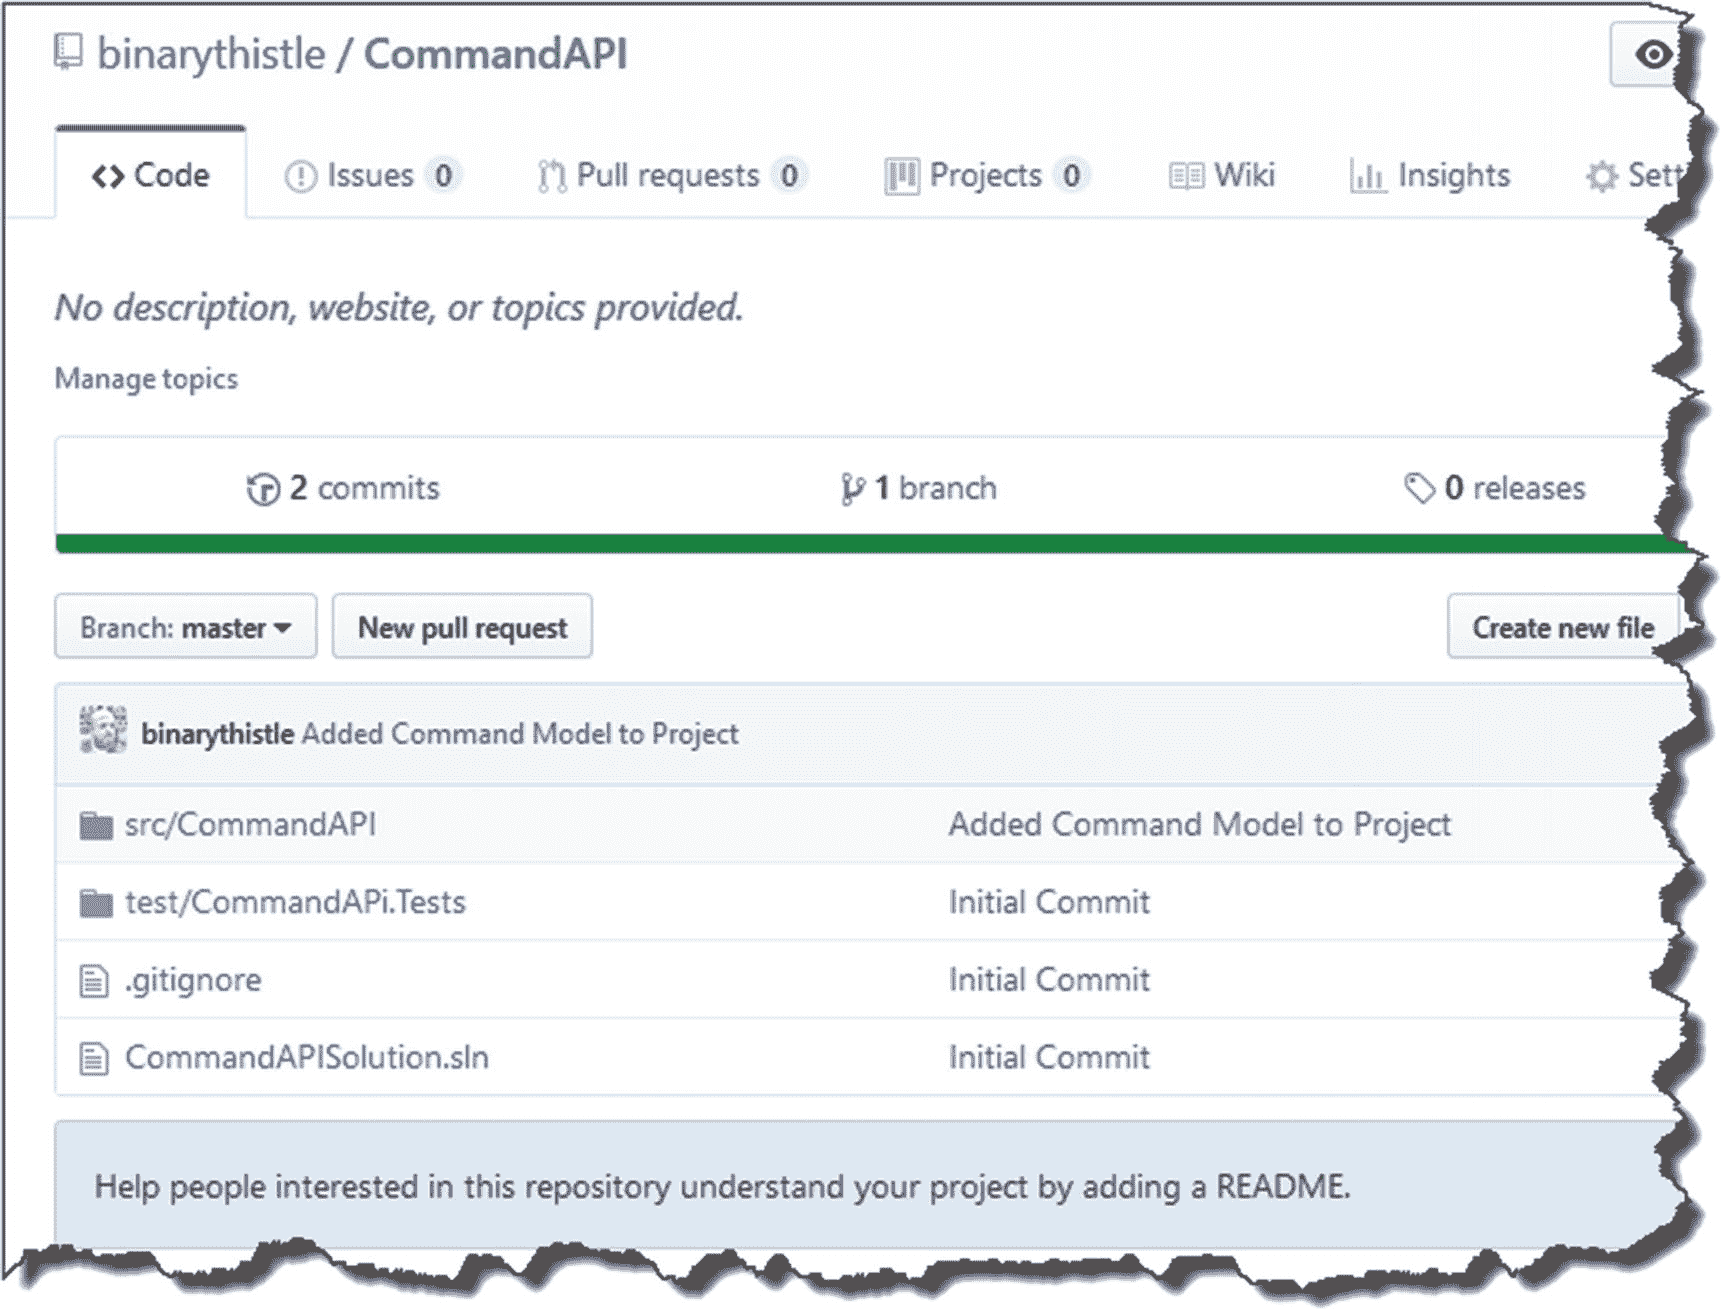 binarythistle / CommandAPI
Code Issues 0 Pull requests 0 Projects 0 Wiki Insights Sett
No description, website, or topics provided.
Manage topics
2 commits 1 branch 0 releases
Branch: master New pull request Create new file
binarythistle Added Command Model to Project
src/CommandAPI Added Command Model to Project
test/CommandAPi.Tests Initial Commit
.gitignore Initial Commit
CommandAPISolution.sln Initial Commit
Help people interested in this repository understand your project by adding a README.